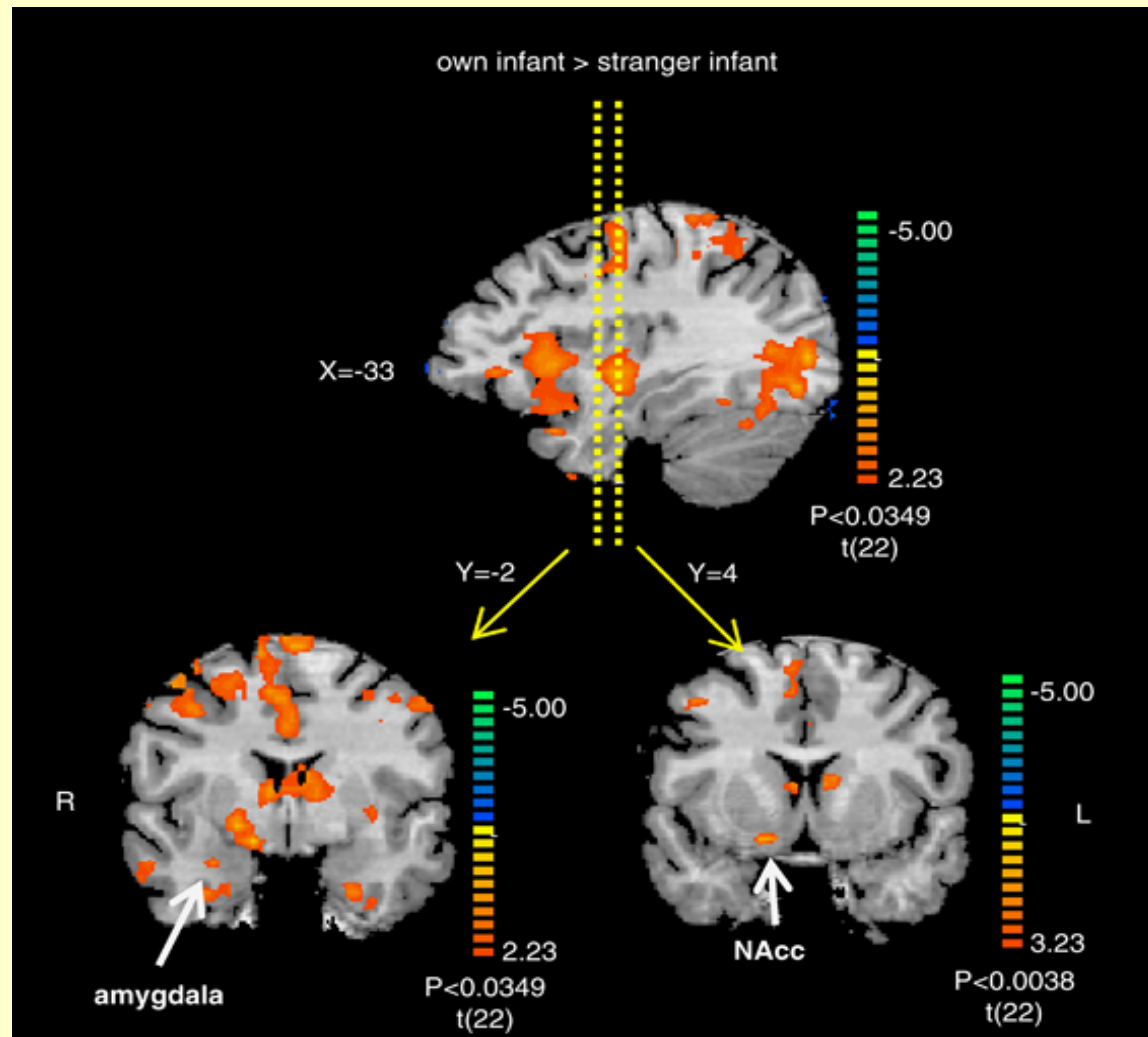 own infant > stranger infant
-5.00
X=-33
2.23
P<0.0349
t(22)
Y=-2
Y=4
-5.00
-5.00
R
L
2.23
3.23
NAcc
amygdala
P<0.0349
t(22)
P<0.0038
t(22)